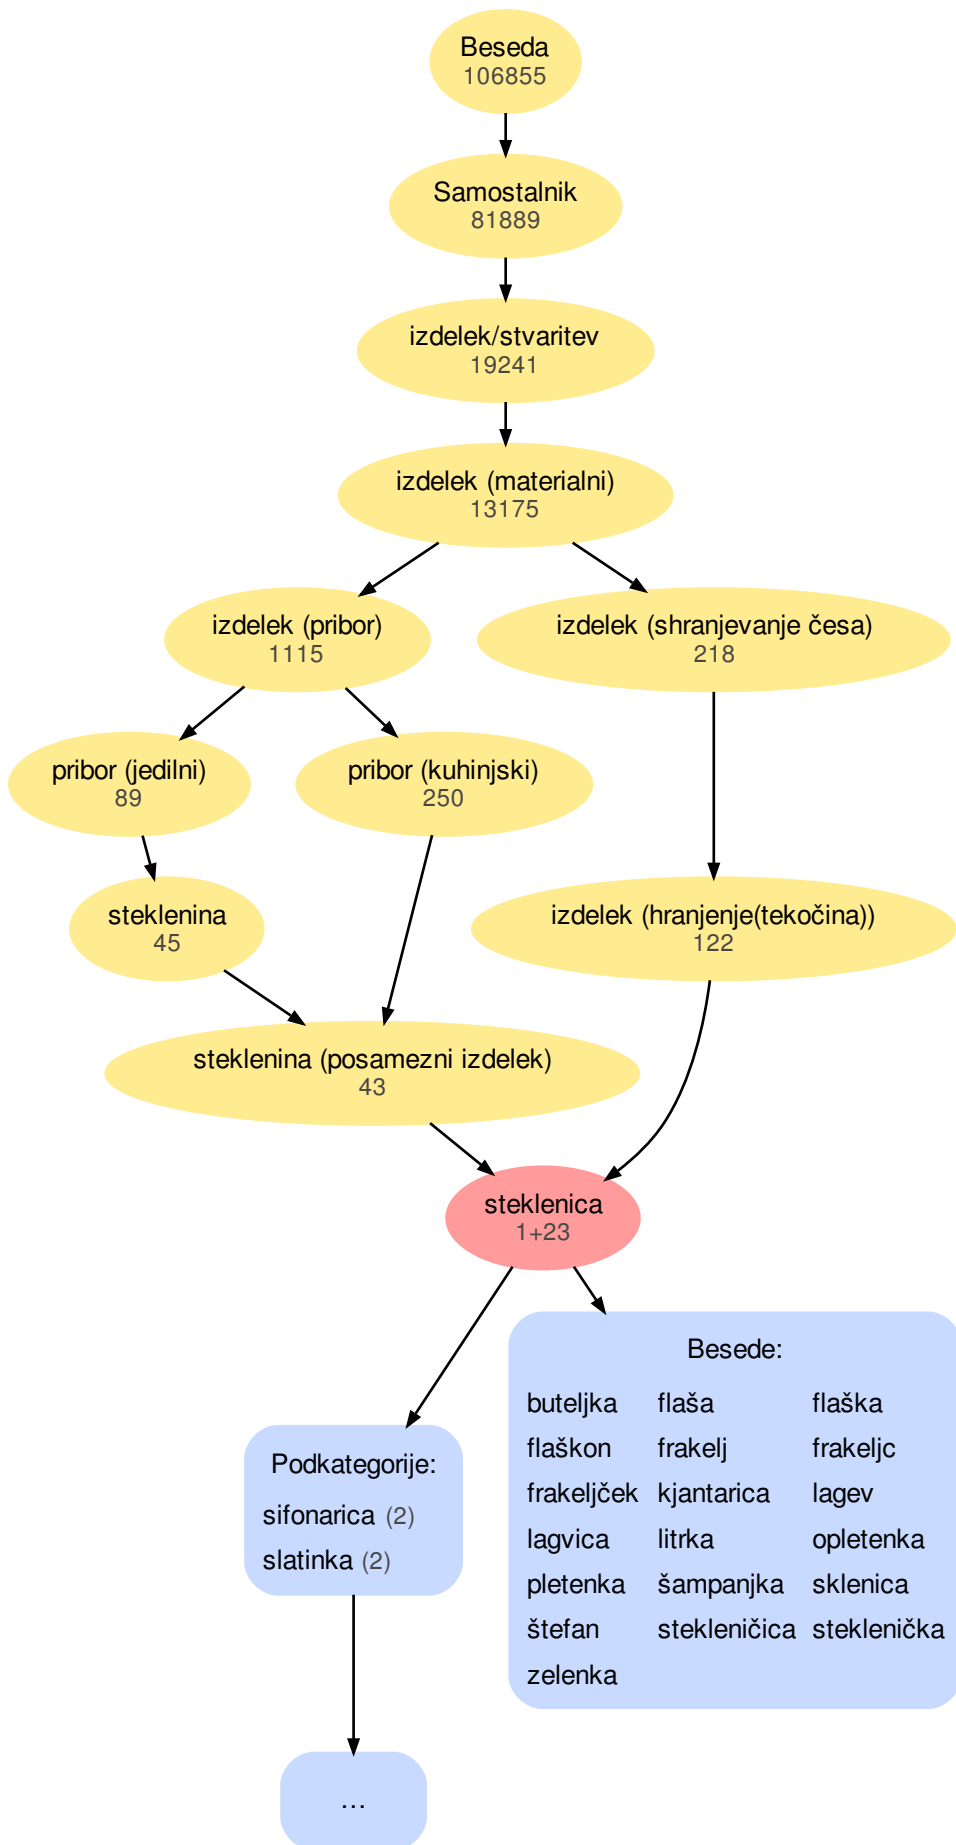 Beseda
106855
Samostalnik
81889
izdelek/stvaritev
19241
izdelek (materialni)
13175
izdelek (pribor)
1115
izdelek (shranjevanje česa)
218
pribor (jedilni)
89
pribor (kuhinjski)
250
steklenina
45
izdelek (hranjenje(tekočina))
122
steklenina (posamezni izdelek)
43
steklenica
1+23
Podkategorije:
sifonarica (2)
slatinka (2)
...
Besede:
buteljka flaša flaška
flaškon frakelj frakeljc
frakeljček kjantarica lagev
lagvica litrka opletenka
pletenka šampanjka sklenica
štefan stekleničica steklenička
zelenka